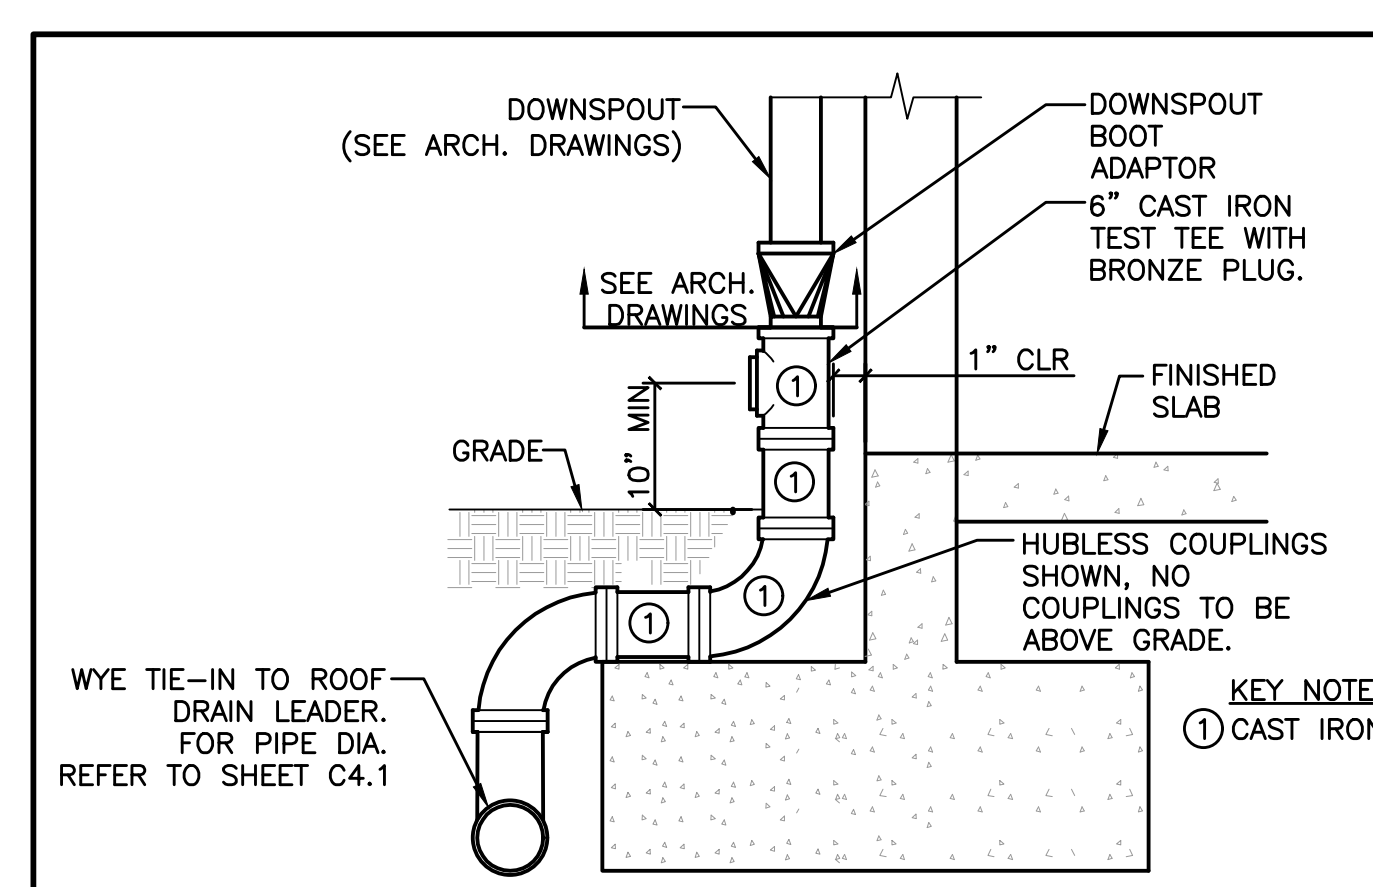 DOWNSPOUT
(SEE ARCH. DRAWINGS)
DOWNSPOUT
BOOT
ADAPTOR
6” CAST IRON
TEST TEE WITH
BRONZE PLUG.
SEE ARCH.
DRAWINGS
1” CLR
FINISHED
SLAB
10” MIN
GRADE
1
1
1
1
HUBLESS COUPLINGS
SHOWN, NO
COUPLINGS TO BE
ABOVE GRADE.
WYE TIE-IN TO ROOF
DRAIN LEADER.
FOR PIPE DIA.
REFER TO SHEET C4.1
KEY NOTE
1 CAST IRON